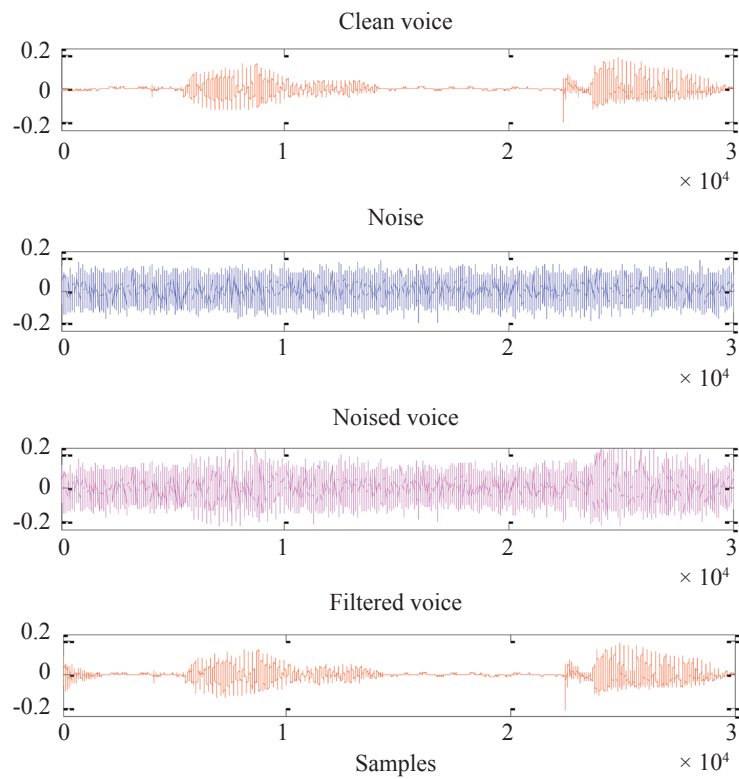 Clean voice
0.2
0
-0.2
0 1 2 3
× 10⁴
Noise
0.2
0
-0.2
0 1 2 3
× 10⁴
Noised voice
0.2
0
-0.2
0 1 2 3
× 10⁴
Filtered voice
0.2
0
-0.2
0 1 2 3
Samples × 10⁴